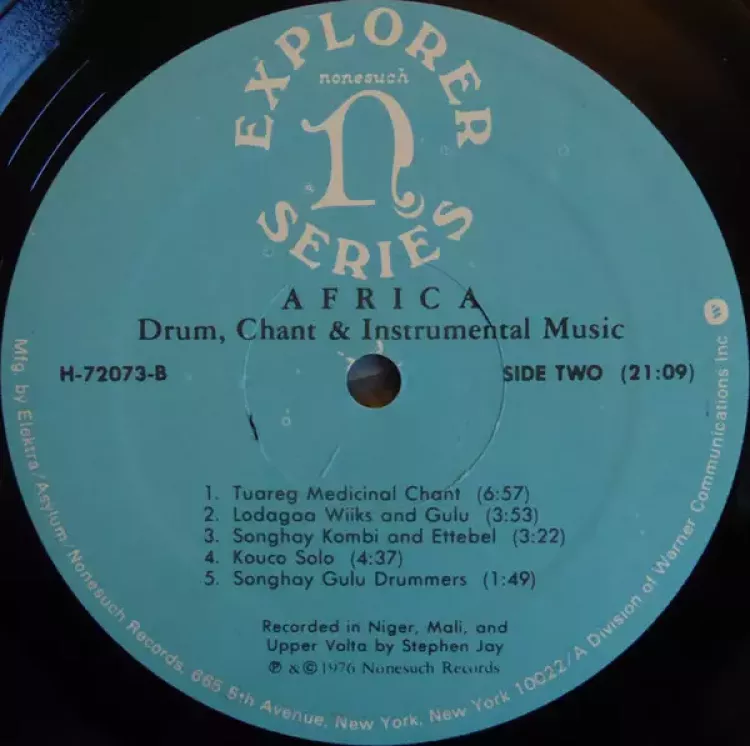 EXPLORER
nonesuch
n
SERIES
AFRICA
Drum, Chant & Instrumental Music
H-72073-B
SIDE TWO (21:09)
1. Tuareg Medicinal Chant (6:57)
2. Lodagaa Wiiks and Gulu (3:53)
3. Songhay Kombi and Ettebel (3:22)
4. Kouco Solo (4:37)
5. Songhay Gulu Drummers (1:49)
Recorded in Niger, Mali, and
Upper Volta by Stephen Jay
℗ & © 1976 Nonesuch Records
Mfg by Elektra/Asylum/Nonesuch Records, 665 5th Avenue, New York, New York 10022/A Division of Warner Communications Inc